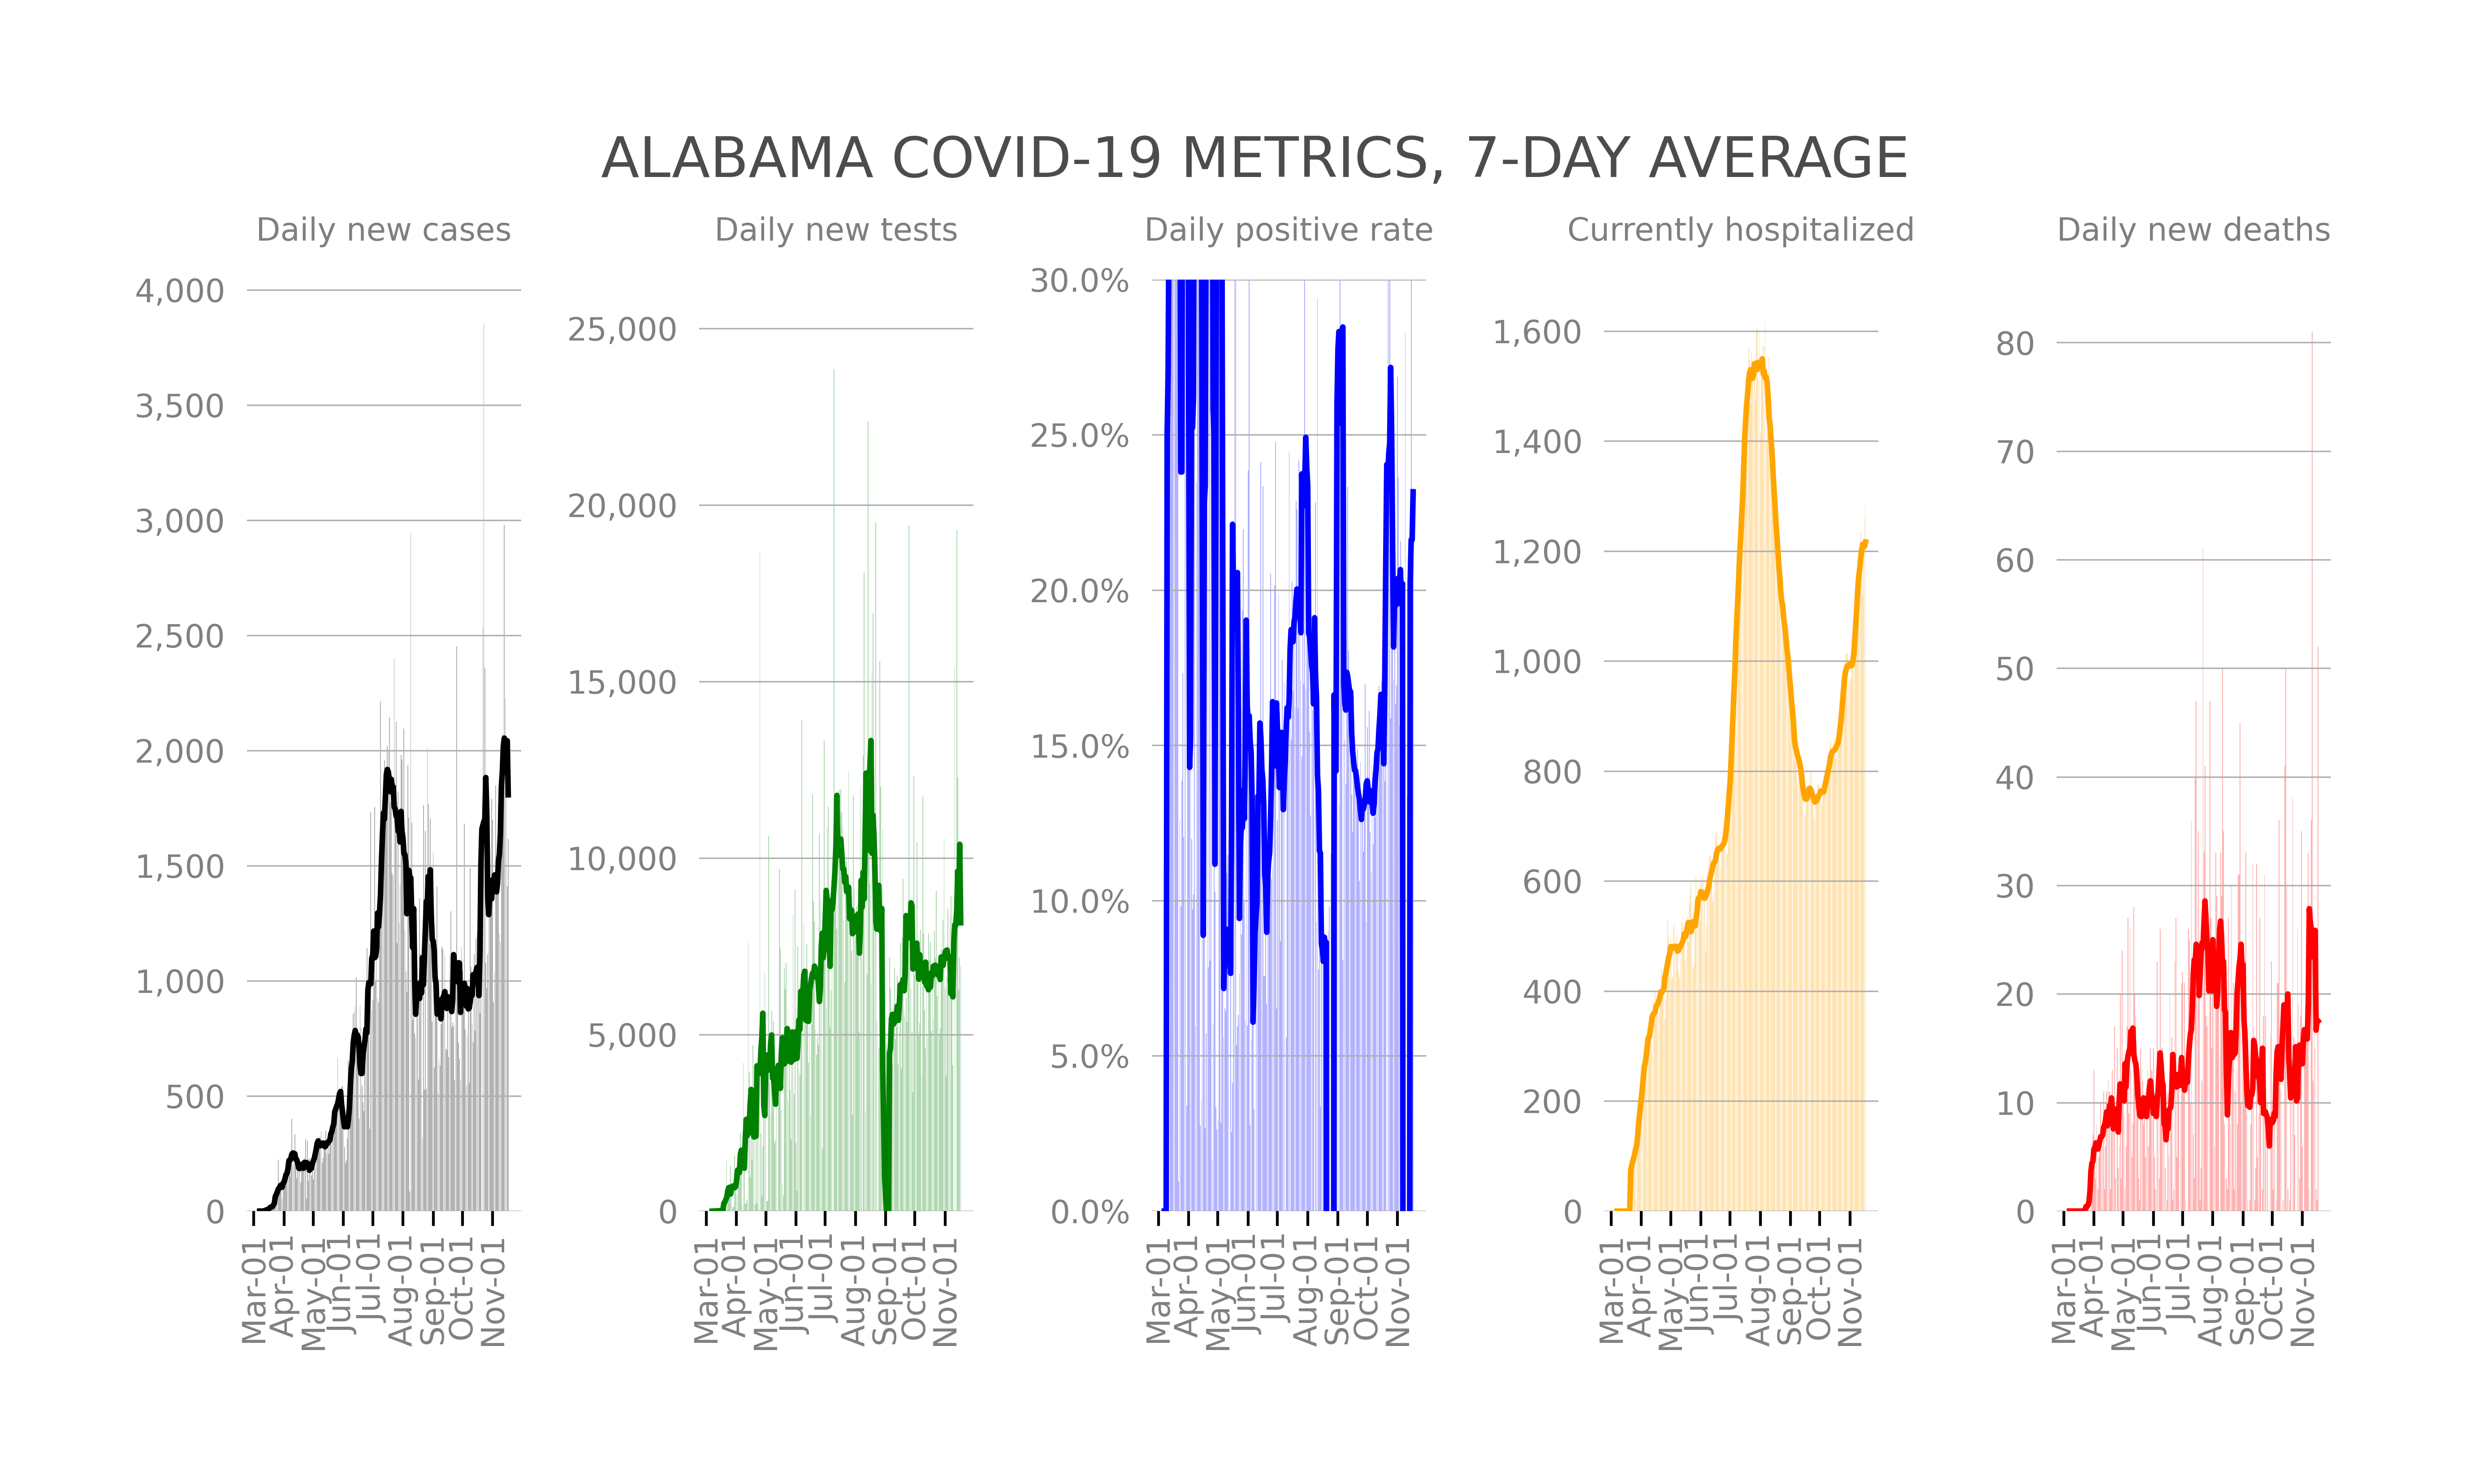 ALABAMA COVID-19 METRICS, 7-DAY AVERAGE
Daily new cases
4,000
3,500
3,000
2,500
2,000
1,500
1,000
500
0
Mar-01
Apr-01
May-01
Jun-01
Jul-01
Aug-01
Sep-01
Oct-01
Nov-01
Daily new tests
25,000
20,000
15,000
10,000
5,000
0
Mar-01
Apr-01
May-01
Jun-01
Jul-01
Aug-01
Sep-01
Oct-01
Nov-01
Daily positive rate
30.0%
25.0%
20.0%
15.0%
10.0%
5.0%
0.0%
Mar-01
Apr-01
May-01
Jun-01
Jul-01
Aug-01
Sep-01
Oct-01
Nov-01
Currently hospitalized
1,600
1,400
1,200
1,000
800
600
400
200
0
Mar-01
Apr-01
May-01
Jun-01
Jul-01
Aug-01
Sep-01
Oct-01
Nov-01
Daily new deaths
80
70
60
50
40
30
20
10
0
Mar-01
Apr-01
May-01
Jun-01
Jul-01
Aug-01
Sep-01
Oct-01
Nov-01